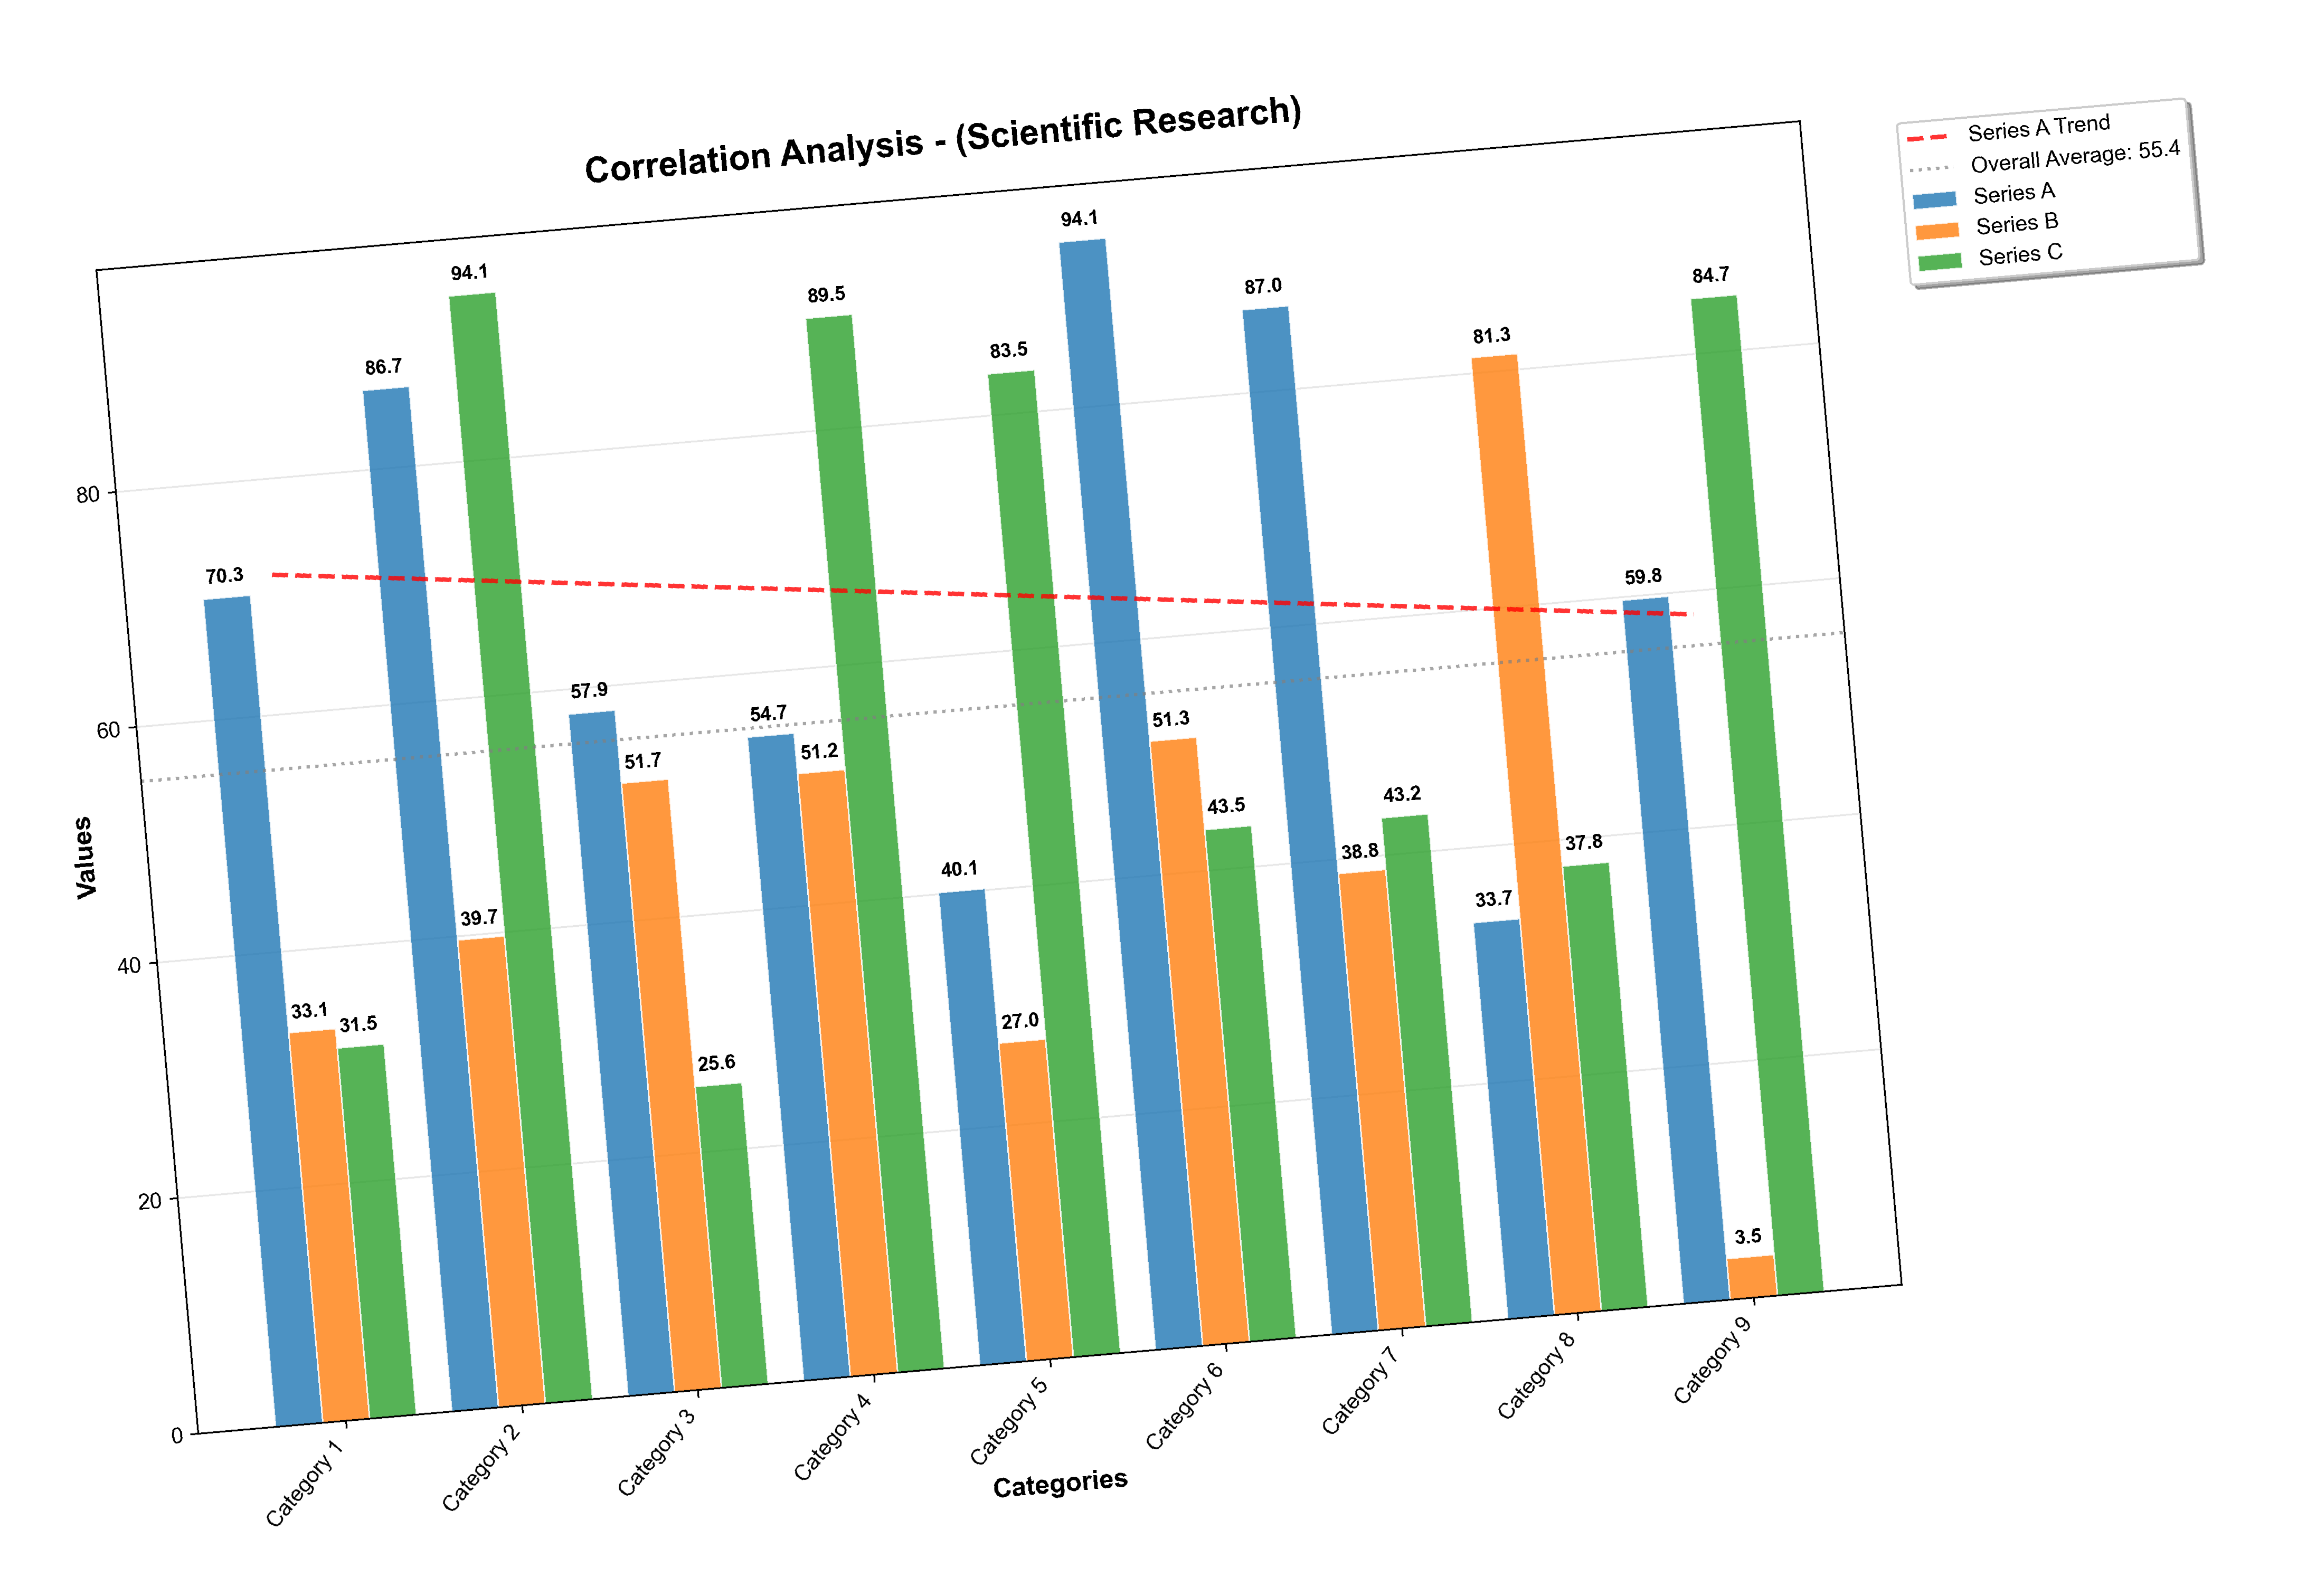 Correlation Analysis - (Scientific Research)
Series A Trend
Overall Average: 55.4
Series A
Series B
Series C
Values
80
60
40
20
0
70.3
33.1
31.5
86.7
39.7
94.1
57.9
51.7
25.6
54.7
51.2
89.5
40.1
27.0
83.5
94.1
51.3
43.5
87.0
38.8
43.2
33.7
81.3
37.8
59.8
3.5
84.7
Category 1
Category 2
Category 3
Category 4
Category 5
Category 6
Category 7
Category 8
Category 9
Categories